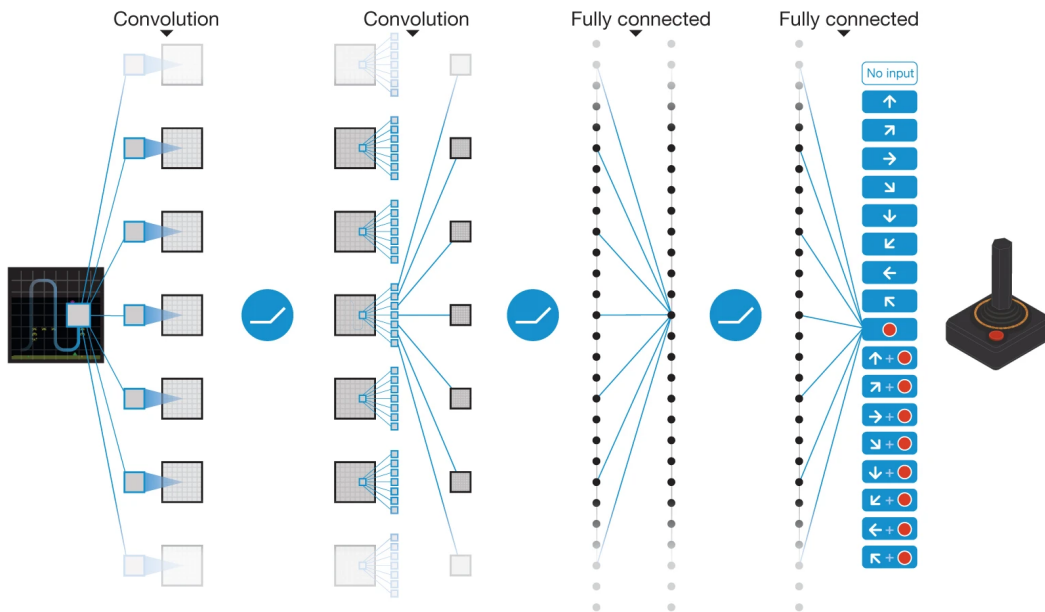 Convolution
Convolution
Fully connected
Fully connected
No input
+
+
+
+
+
+
+
+